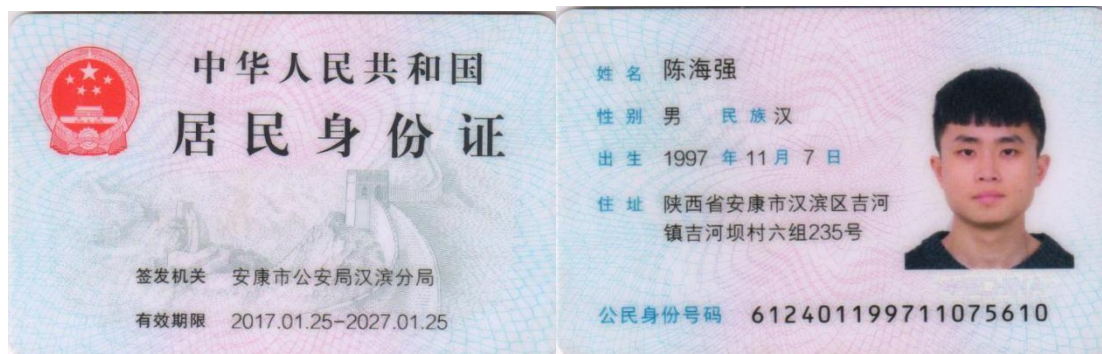 中华人民共和国
居民身份证
签发机关 安康市公安局汉滨分局
有效期限 2017.01.25-2027.01.25
姓名 陈海强
性别 男 民族 汉
出生 1997 年 11 月 7 日
住址 陕西省安康市汉滨区吉河
镇吉河坝村六组235号
公民身份号码 612401199711075610